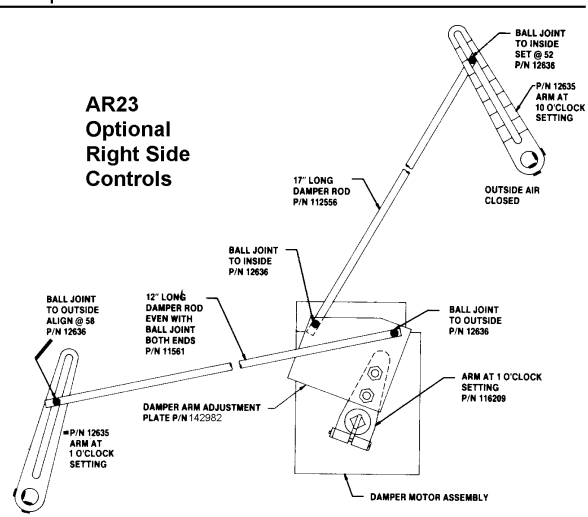 AR23
Optional
Right Side
Controls
BALL JOINT
TO INSIDE
SET @ 52
P/N 12636
P/N 12635
ARM AT
10 O'CLOCK
SETTING
OUTSIDE AIR
CLOSED
17" LONG
DAMPER ROD
P/N 112556
BALL JOINT
TO INSIDE
P/N 12636
BALL JOINT
TO OUTSIDE
ALIGN @ 58
P/N 12636
12" LONG
DAMPER ROD
EVEN WITH
BALL JOINT
BOTH ENDS
P/N 11561
BALL JOINT
TO OUTSIDE
P/N 12636
ARM AT 1 O'CLOCK
SETTING
P/N 116209
DAMPER ARM ADJUSTMENT
PLATE P/N 142982
P/N 12635
ARM AT
1 O'CLOCK
SETTING
DAMPER MOTOR ASSEMBLY